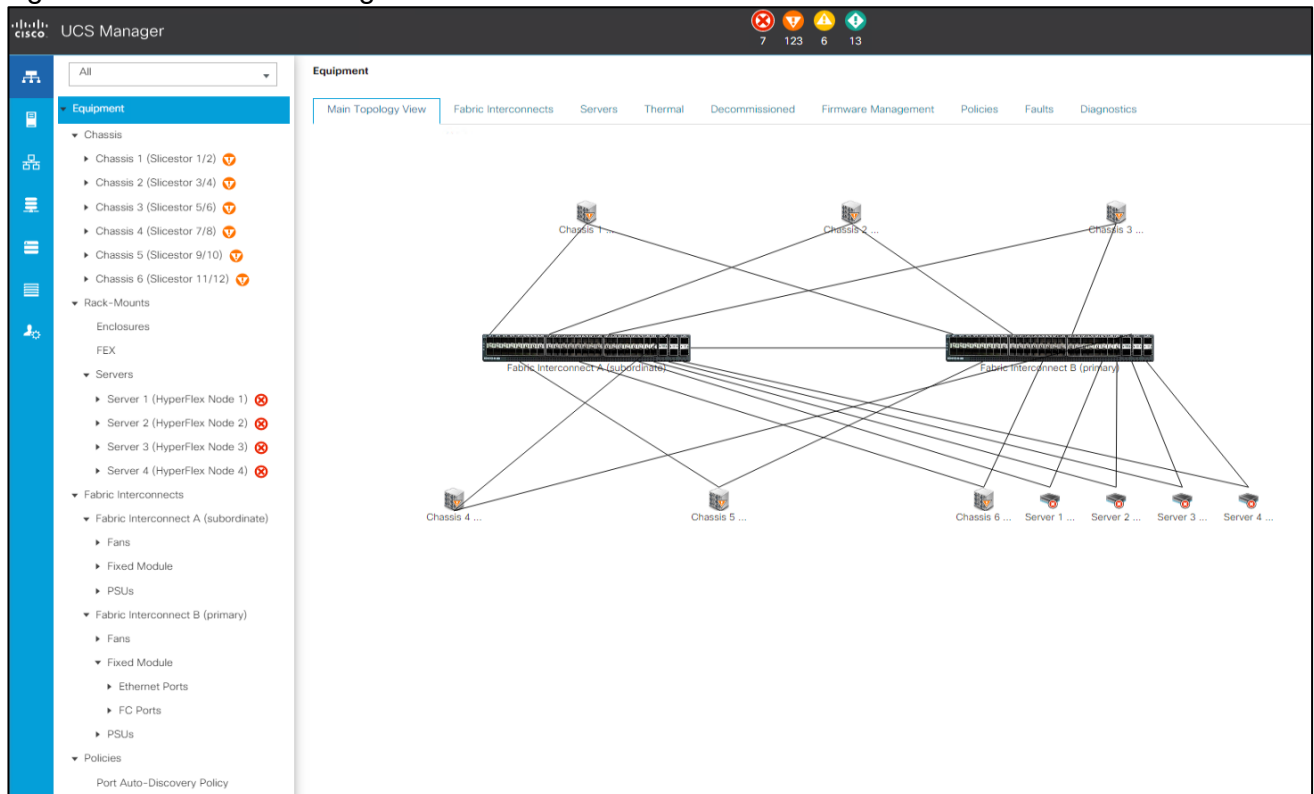 CISCO. UCS Manager
7 123 6 13
All
Equipment
Chassis
Chassis 1 (Slicestor 1/2)
Chassis 2 (Slicestor 3/4)
Chassis 3 (Slicestor 5/6)
Chassis 4 (Slicestor 7/8)
Chassis 5 (Slicestor 9/10)
Chassis 6 (Slicestor 11/12)
Rack-Mounts
Enclosures
FEX
Servers
Server 1 (HyperFlex Node 1)
Server 2 (HyperFlex Node 2)
Server 3 (HyperFlex Node 3)
Server 4 (HyperFlex Node 4)
Fabric Interconnects
Fabric Interconnect A (subordinate)
Fans
Fixed Module
PSUs
Fabric Interconnect B (primary)
Fans
Fixed Module
Ethernet Ports
FC Ports
PSUs
Policies
Port Auto-Discovery Policy
Equipment
Main Topology View Fabric Interconnects Servers Thermal Decommissioned Firmware Management Policies Faults Diagnostics
Chassis 1 ... Chassis 2 ... Chassis 3 ...
Fabric Interconnect A (subordinate) Fabric Interconnect B (primary)
Chassis 4 ... Chassis 5 ... Chassis 6 ... Server 1 ... Server 2 ... Server 3 ... Server 4 ...